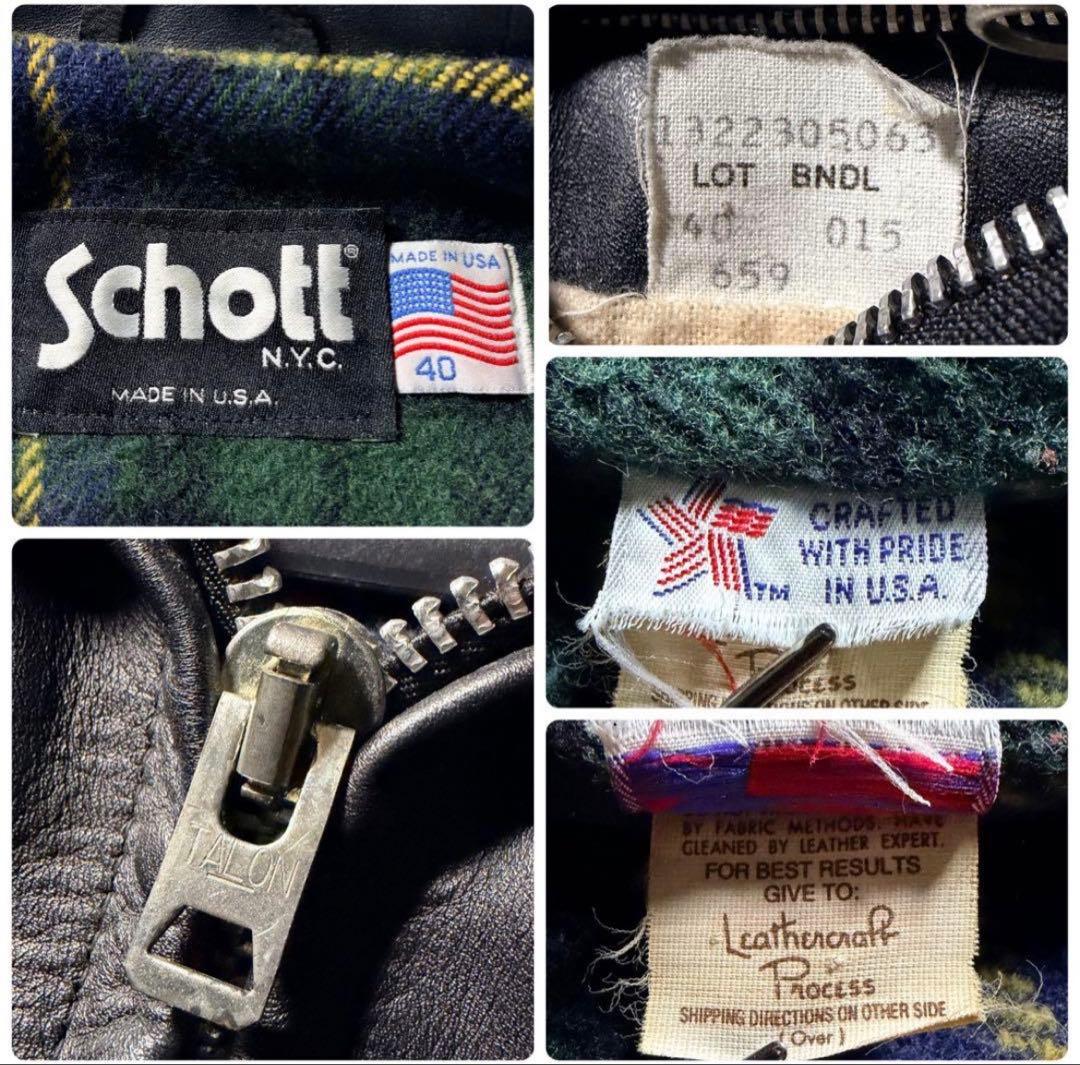 Schott®
N.Y.C.
MADE IN U.S.A.
MADE IN USA
40
1322305063
LOT BNDL
40 015
659
CRAFTED
WITH PRIDE
TM IN U.S.A.
TALON
BY FABRIC METHODS. HAVE
CLEANED BY LEATHER EXPERT.
FOR BEST RESULTS
GIVE TO:
Leathercraft
Process
SHIPPING DIRECTIONS ON OTHER SIDE
(Over)